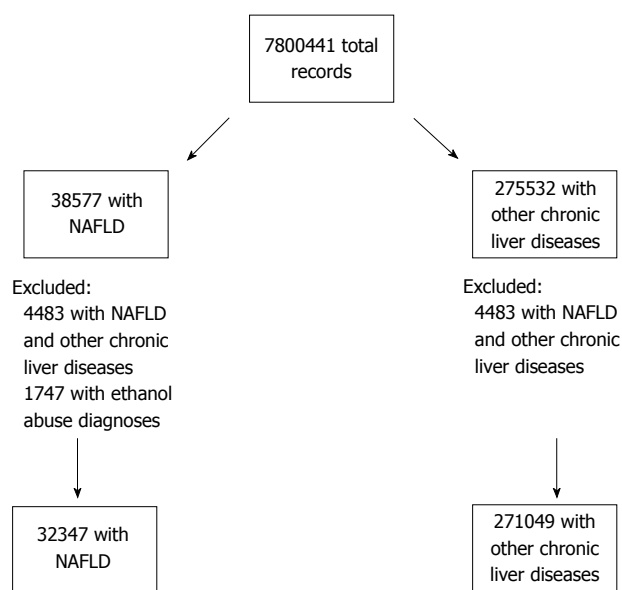 7800441 total
records
38577 with
NAFLD
275532 with
other chronic
liver diseases
Excluded:
4483 with NAFLD
and other chronic
liver diseases
1747 with ethanol
abuse diagnoses
Excluded:
4483 with NAFLD
and other chronic
liver diseases
32347 with
NAFLD
271049 with
other chronic
liver diseases